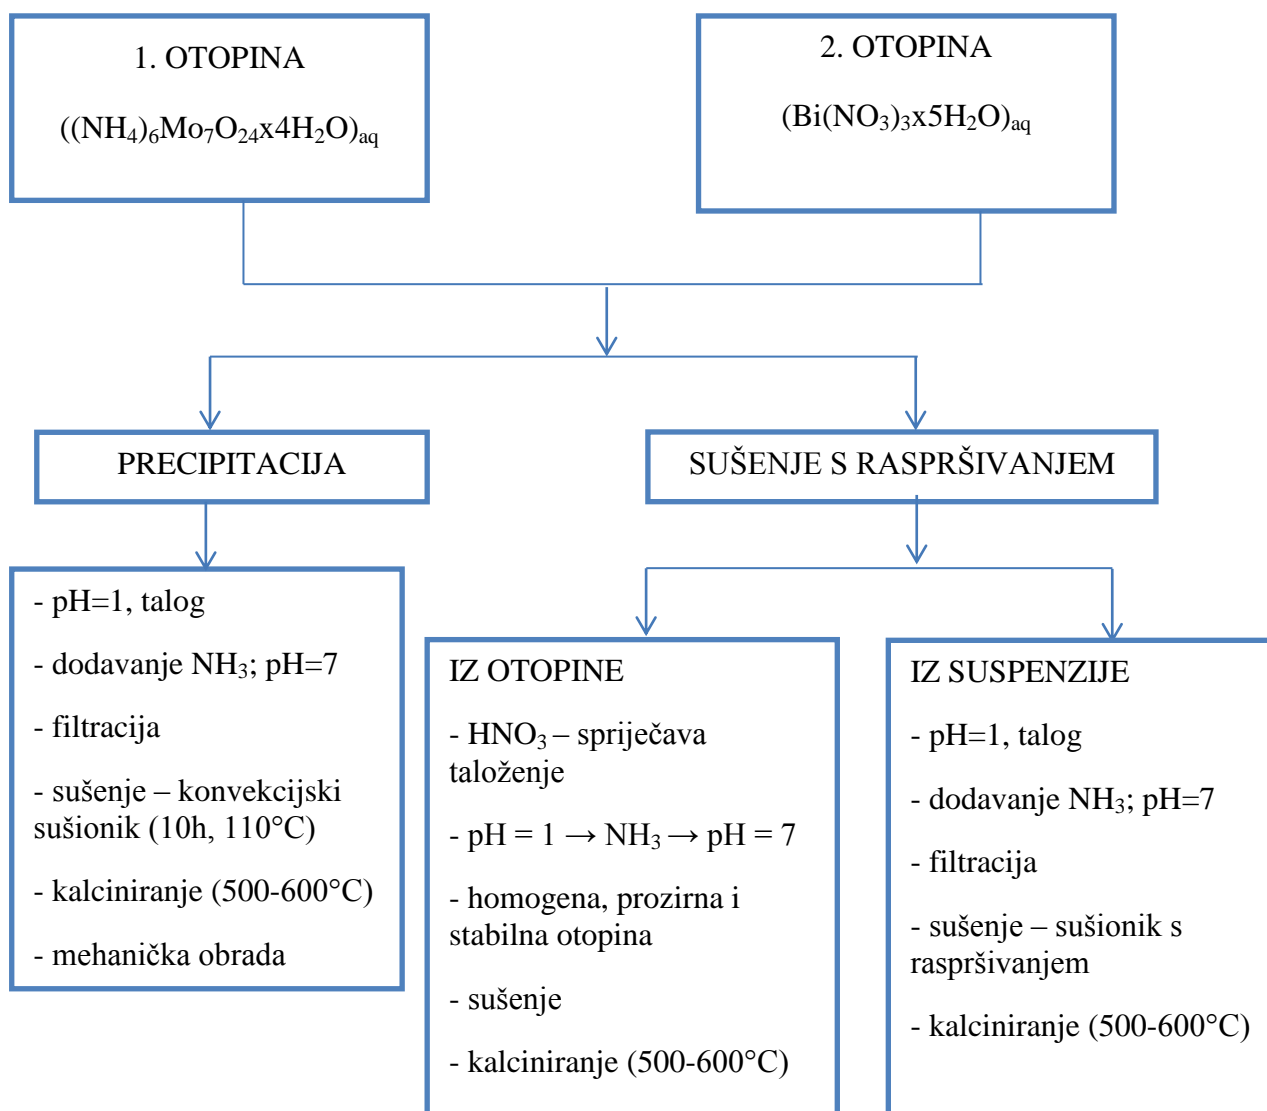 1. OTOPINA
((NH₄)₆Mo₇O₂₄x4H₂O)ₐq
2. OTOPINA
(Bi(NO₃)₃x5H₂O)ₐq
PRECIPITACIJA
SUŠENJE S RASPRŠIVANJEM
- pH=1, talog
- dodavanje NH₃; pH=7
- filtracija
- sušenje – konvekcijski
sušionik (10h, 110°C)
- kalciniranje (500-600°C)
- mehanička obrada
IZ OTOPINE
- HNO₃ – spriječava
taloženje
- pH = 1 → NH₃ → pH = 7
- homogena, prozirna i
stabilna otopina
- sušenje
- kalciniranje (500-600°C)
IZ SUSPENZIJE
- pH=1, talog
- dodavanje NH₃; pH=7
- filtracija
- sušenje – sušionik s
raspršivanjem
- kalciniranje (500-600°C)